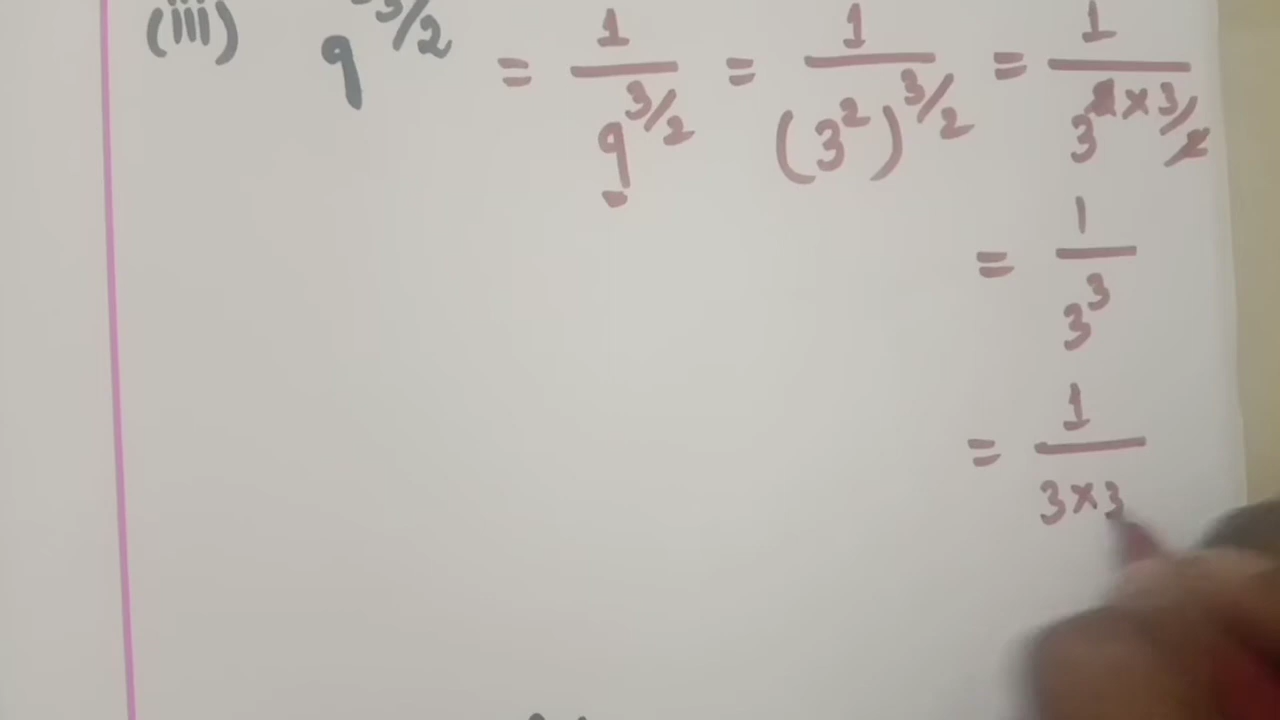 (iii) 9^3/2 = 1/9^3/2 = 1/(3^2)^3/2 = 1/3^2×3/2
= 1/3^3
= 1/3×3